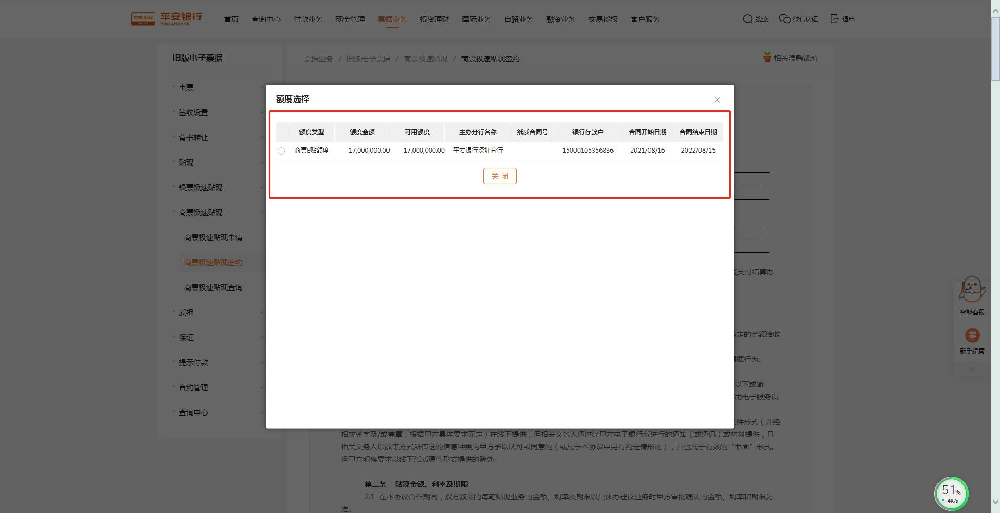 中国平安 平安银行
PING AN BANK
首页 查询中心 付款业务 现金管理 票据业务 投资理财 国际业务 自贸业务 融资业务 交易授权 客户服务 搜索 微信认证 退出
旧版电子票据
票据业务 / 旧版电子票据 / 商票极速贴现 / 商票极速贴现签约 相关温馨帮助
出票
签收设置
背书转让
贴现
银票极速贴现
商票极速贴现
商票极速贴现申请
商票极速贴现签约
商票极速贴现查询
质押
保证
提示付款
合约管理
查询中心
额度选择
额度类型 额度金额 可用额度 主办分行名称 纸质合同号 银行存款户 合同开始日期 合同结束日期
商票E贴额度 17,000,000.00 17,000,000.00 平安银行深圳分行 15000105356836 2021/08/16 2022/08/15
关 闭
《支付结算办
定的金额给收
据行为。
以下或简
用电子服务设
件形式(并经
相应签字及/或盖章，根据甲方具体要求而定)在线下提供，但相关义务人通过经甲方电子银行所进行的通知(或通讯)或材料提供，且
相关义务人以该等方式所传送的信息种类为甲方予以认可或同意的(或属于本协议中另有约定情形的)，其也属于有效的“书面”形式。
但甲方明确要求以线下纸质原件形式提供的除外。
第二条 贴现金额、利率及期限
2.1 在本协议合作期间，双方叙做的每笔贴现业务的金额、利率及期限以具体办理该业务时甲方审批确认的金额、利率和期限为
准。
智能客服
新手指南
51%
4K/s